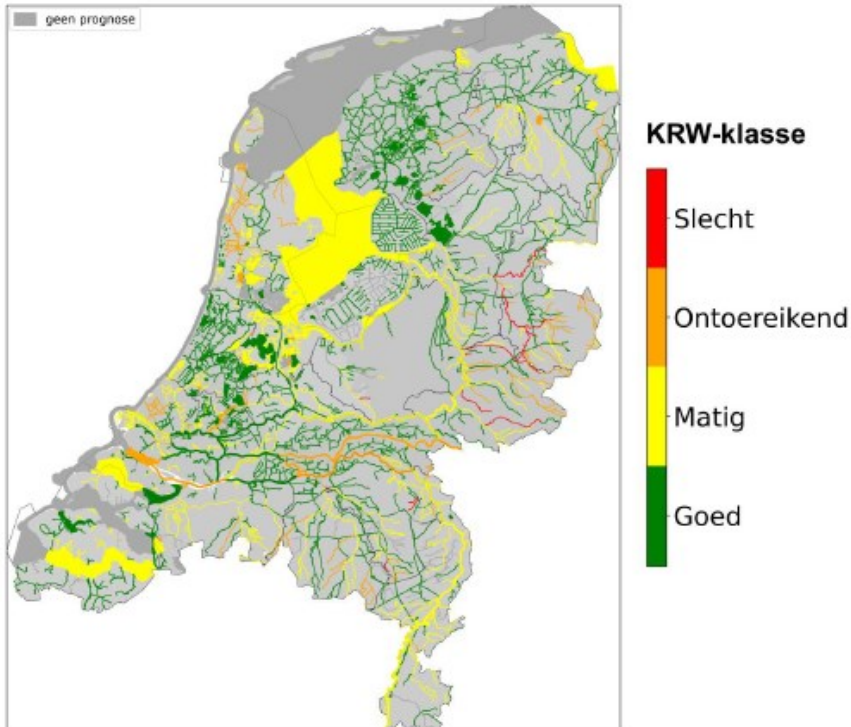 geen prognose
KRW-klasse
Slecht
Ontoereikend
Matig
Goed